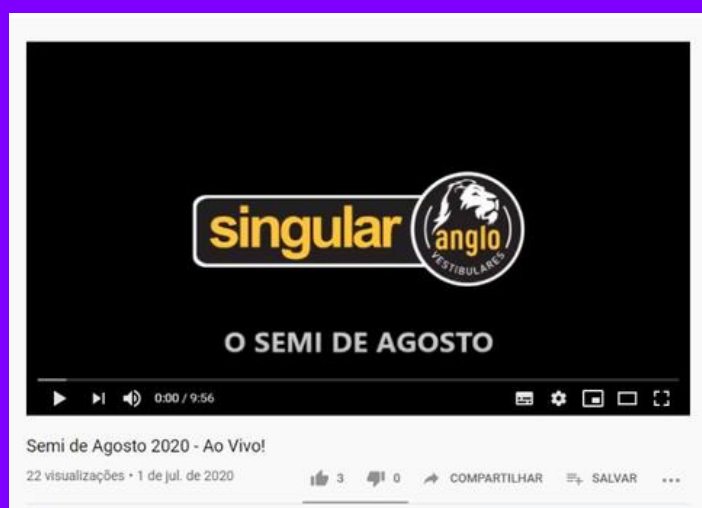 singular
anglo
VESTIBULARES
O SEMI DE AGOSTO
0:00 / 9:56
Semi de Agosto 2020 - Ao Vivo!
22 visualizações • 1 de jul. de 2020
3
0
COMPARTILHAR
SALVAR